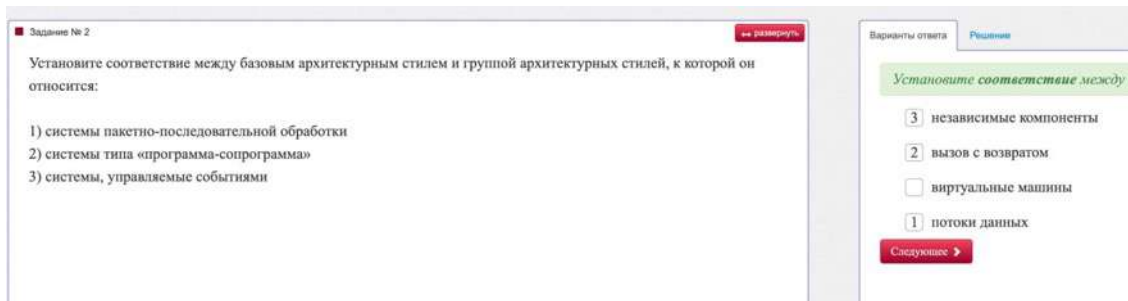 Задание № 2
развернуть
Установите соответствие между базовым архитектурным стилем и группой архитектурных стилей, к которой он
относится:
1) системы пакетно-последовательной обработки
2) системы типа «программа-сопрограмма»
3) системы, управляемые событиями
Варианты ответа
Решение
Установите соответствие между
3 независимые компоненты
2 вызов с возвратом
виртуальные машины
1 потоки данных
Следующее